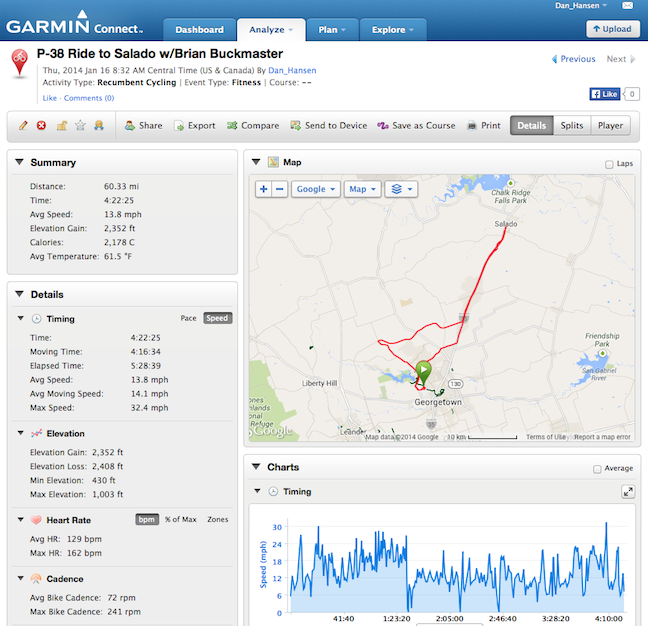 Dan_Hansen
GARMIN Connect™
Dashboard Analyze Plan Explore
Upload
P-38 Ride to Salado w/Brian Buckmaster
Previous Next
Thu, 2014 Jan 16 8:32 AM Central Time (US & Canada) By Dan_Hansen
Activity Type: Recumbent Cycling | Event Type: Fitness | Course: --
Like · Comments (0)
Like 0
Share Export Compare Send to Device Save as Course Print Details Splits Player
Summary
Distance: 60.33 mi
Time: 4:22:25
Avg Speed: 13.8 mph
Elevation Gain: 2,352 ft
Calories: 2,178 C
Avg Temperature: 61.5 °F
Details
Timing Pace Speed
Time: 4:22:25
Moving Time: 4:16:34
Elapsed Time: 5:28:39
Avg Speed: 13.8 mph
Avg Moving Speed: 14.1 mph
Max Speed: 32.4 mph
Elevation
Elevation Gain: 2,352 ft
Elevation Loss: 2,408 ft
Min Elevation: 430 ft
Max Elevation: 1,003 ft
Heart Rate bpm % of Max Zones
Avg HR: 129 bpm
Max HR: 162 bpm
Cadence
Avg Bike Cadence: 72 rpm
Max Bike Cadence: 241 rpm
Map Laps
+ − Google Map
Chalk Ridge
Falls Park
Salado
Friendship
Park
San Gabriel
River
Liberty Hill
130
Georgetown
ones
hlands
ational
Refuge
Google
35
Leander
Map data ©2014 Google 10 km Terms of Use Report a map error
Charts Average
Timing
Speed (mph)
30
24
18
12
6
0
41:40 1:23:20 2:05:00 2:46:40 3:28:20 4:10:00